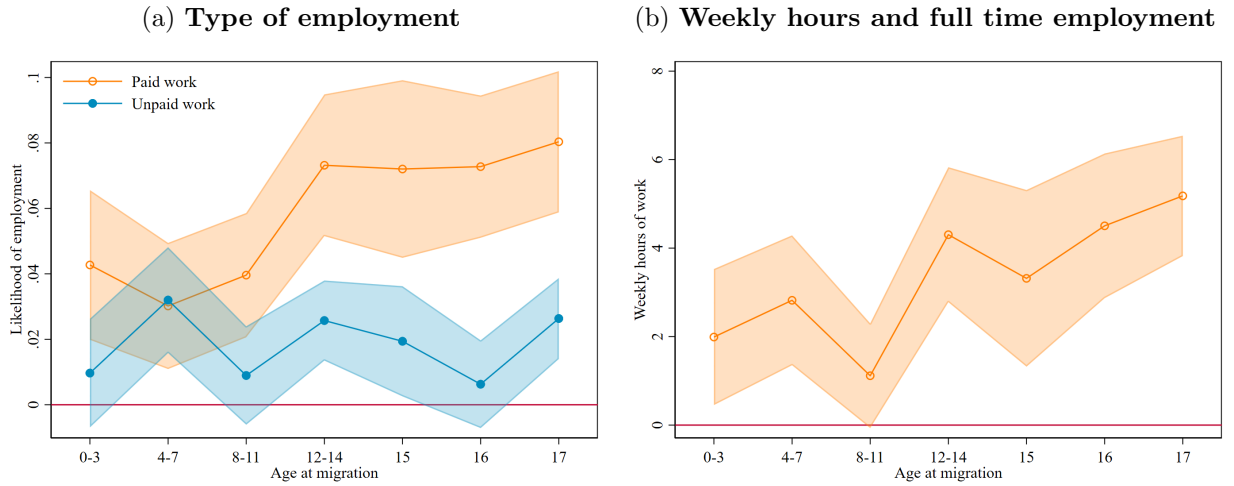 (a) Type of employment
Paid work
Unpaid work
Likelihood of employment
.1
.08
.06
.04
.02
0
0-3 4-7 8-11 12-14 15 16 17
Age at migration
(b) Weekly hours and full time employment
Weekly hours of work
8
6
4
2
0
0-3 4-7 8-11 12-14 15 16 17
Age at migration